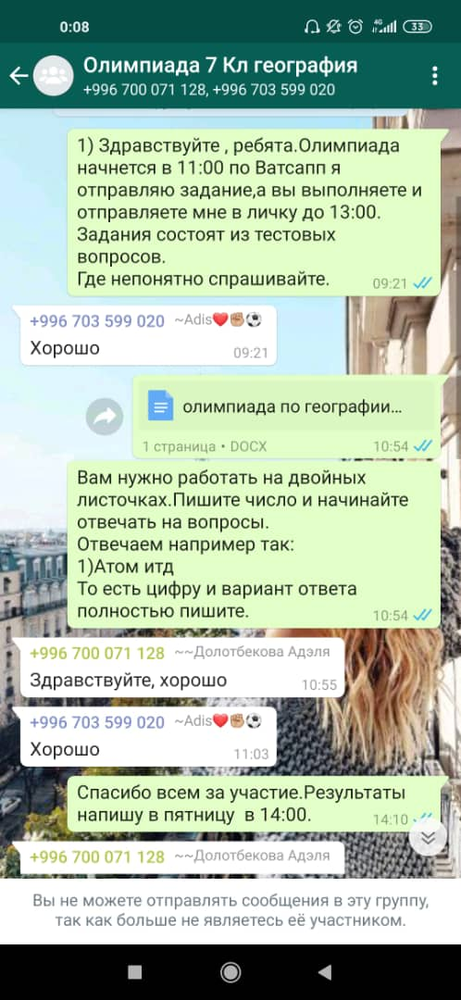 0:08
4G
33
Олимпиада 7 Кл география
+996 700 071 128, +996 703 599 020
1) Здравствуйте , ребята.Олимпиада
начнется в 11:00 по Ватсапп я
отправляю задание,а вы выполняете и
отправляете мне в личку до 13:00.
Задания состоят из тестовых
вопросов.
Где непонятно спрашивайте.
09:21
+996 703 599 020 ~Adis❤️✊🏽⚽
Хорошо
09:21
олимпиада по географии...
1 страница • DOCX
10:54
Вам нужно работать на двойных
листочках.Пишите число и начинайте
отвечать на вопросы.
Отвечаем например так:
1)Атом итд
То есть цифру и вариант ответа
полностью пишите.
10:54
+996 700 071 128 ~~Долотбекова Адэля
Здравствуйте, хорошо
10:55
+996 703 599 020 ~Adis❤️✊🏽⚽
Хорошо
11:03
Спасибо всем за участие.Результаты
напишу в пятницу в 14:00.
14:10
+996 700 071 128 ~~Долотбекова Адэля
Вы не можете отправлять сообщения в эту группу,
так как больше не являетесь её участником.